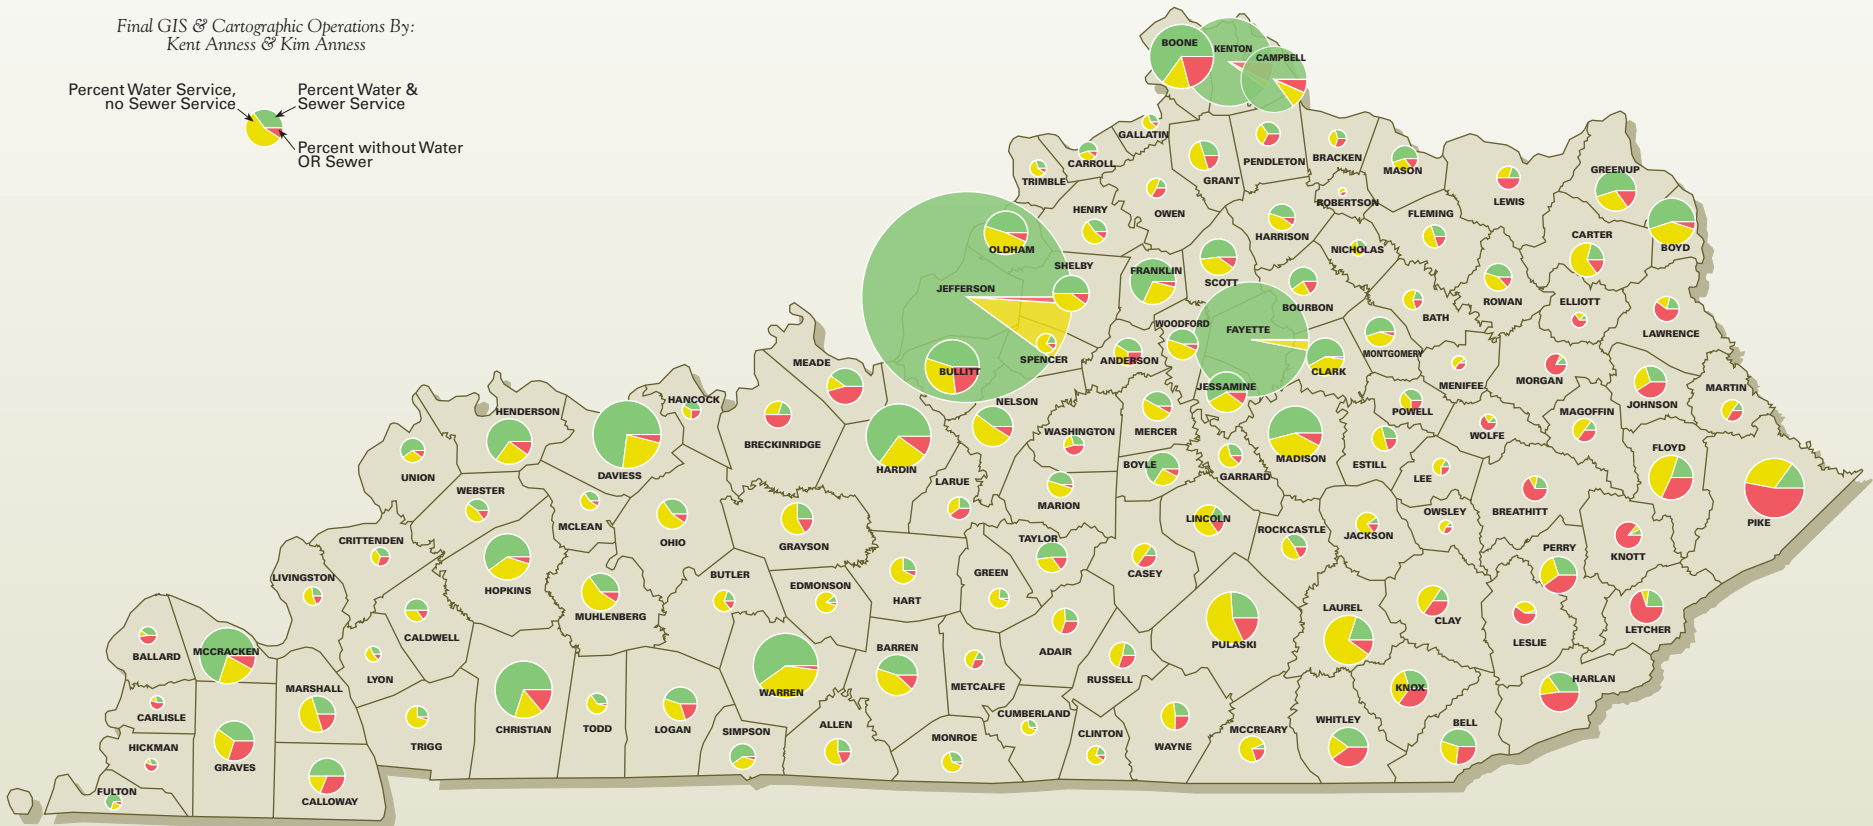 Final GIS & Cartographic Operations By:
Kent Anness & Kim Anness
Percent Water Service,
no Sewer Service
Percent Water &
Sewer Service
Percent without Water
OR Sewer
BOONE
KENTON
CAMPBELL
GALLATIN
CARROLL
TRIMBLE
GRANT
PENDLETON
BRACKEN
MASON
LEWIS
GREENUP
HENRY
OWEN
ROBERTSON
FLEMING
HARRISON
NICHOLAS
CARTER
BOYD
OLDHAM
SHELBY
FRANKLIN
SCOTT
JEFFERSON
BOURBON
BATH
ROWAN
ELLIOTT
LAWRENCE
WOODFORD
FAYETTE
SPENCER
ANDERSON
CLARK
MONTGOMERY
MENIFEE
MORGAN
BULLITT
MEADE
JESSAMINE
JOHNSON
MARTIN
HANCOCK
HENDERSON
NELSON
POWELL
MAGOFFIN
BRECKINRIDGE
WASHINGTON
MERCER
WOLFE
FLOYD
UNION
DAVIESS
HARDIN
BOYLE
GARRARD
MADISON
ESTILL
LEE
WEBSTER
LARUE
MARION
LINCOLN
ROCKCASTLE
JACKSON
OWSLEY
BREATHITT
PIKE
CRITTENDEN
MCLEAN
OHIO
GRAYSON
TAYLOR
PERRY
KNOTT
LIVINGSTON
HOPKINS
BUTLER
EDMONSON
HART
GREEN
CASEY
MUHLENBERG
CALDWELL
LAUREL
CLAY
LESLIE
LETCHER
BALLARD
MCCRACKEN
LYON
BARREN
ADAIR
PULASKI
MARSHALL
WARREN
METCALFE
RUSSELL
KNOX
HARLAN
CARLISLE
CHRISTIAN
TODD
LOGAN
SIMPSON
ALLEN
CUMBERLAND
CLINTON
WAYNE
MCCREARY
WHITLEY
BELL
HICKMAN
GRAVES
TRIGG
MONROE
FULTON
CALLOWAY